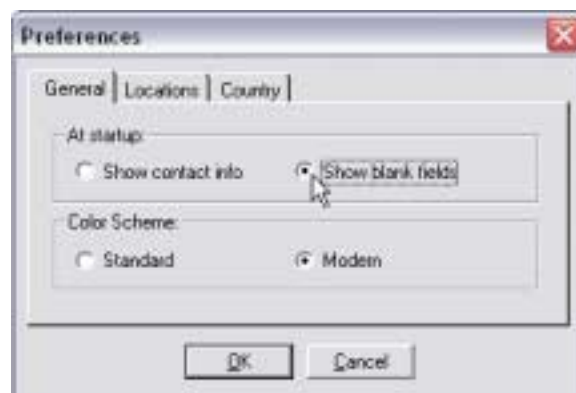 Preferences
General Locations Country
At startup:
Show contact info Show blank fields
Color Scheme:
Standard Modern
OK Cancel